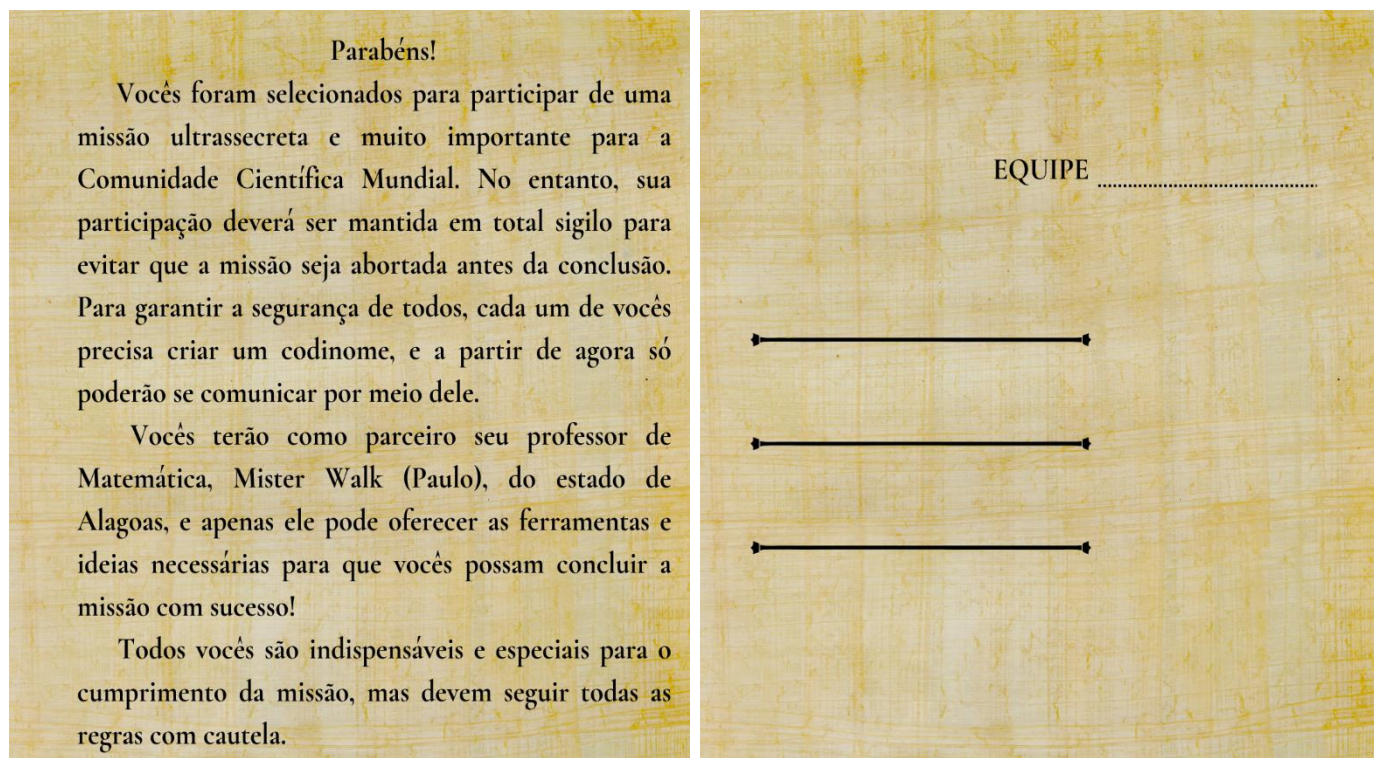 Parabéns!
Vocês foram selecionados para participar de uma
missão ultrassecreta e muito importante para a
Comunidade Científica Mundial. No entanto, sua
participação deverá ser mantida em total sigilo para
evitar que a missão seja abortada antes da conclusão.
Para garantir a segurança de todos, cada um de vocês
precisa criar um codinome, e a partir de agora só
poderão se comunicar por meio dele.
Vocês terão como parceiro seu professor de
Matemática, Mister Walk (Paulo), do estado de
Alagoas, e apenas ele pode oferecer as ferramentas e
ideias necessárias para que vocês possam concluir a
missão com sucesso!
Todos vocês são indispensáveis e especiais para o
cumprimento da missão, mas devem seguir todas as
regras com cautela.
EQUIPE